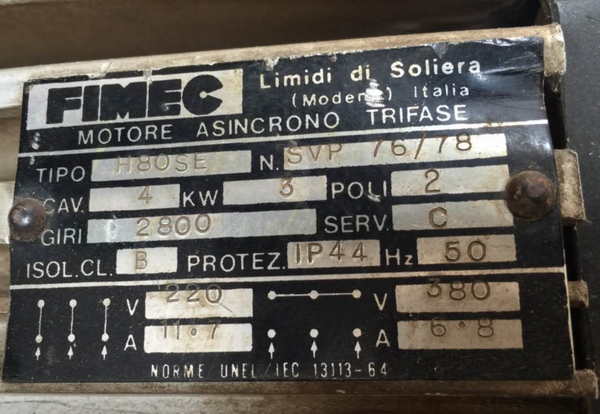 FIMEC
Limidi di Soliera
(Modena) Italia
MOTORE ASINCRONO TRIFASE
TIPO H80SE N. SVP 76/78
CAV. 4 KW 3 POLI 2
GIRI 2800 SERV. C
ISOL.CL. B PROTEZ. IP44 Hz 50
V 220 V 380
A 11.7 A 6.8
NORME UNEL/IEC 13113-64